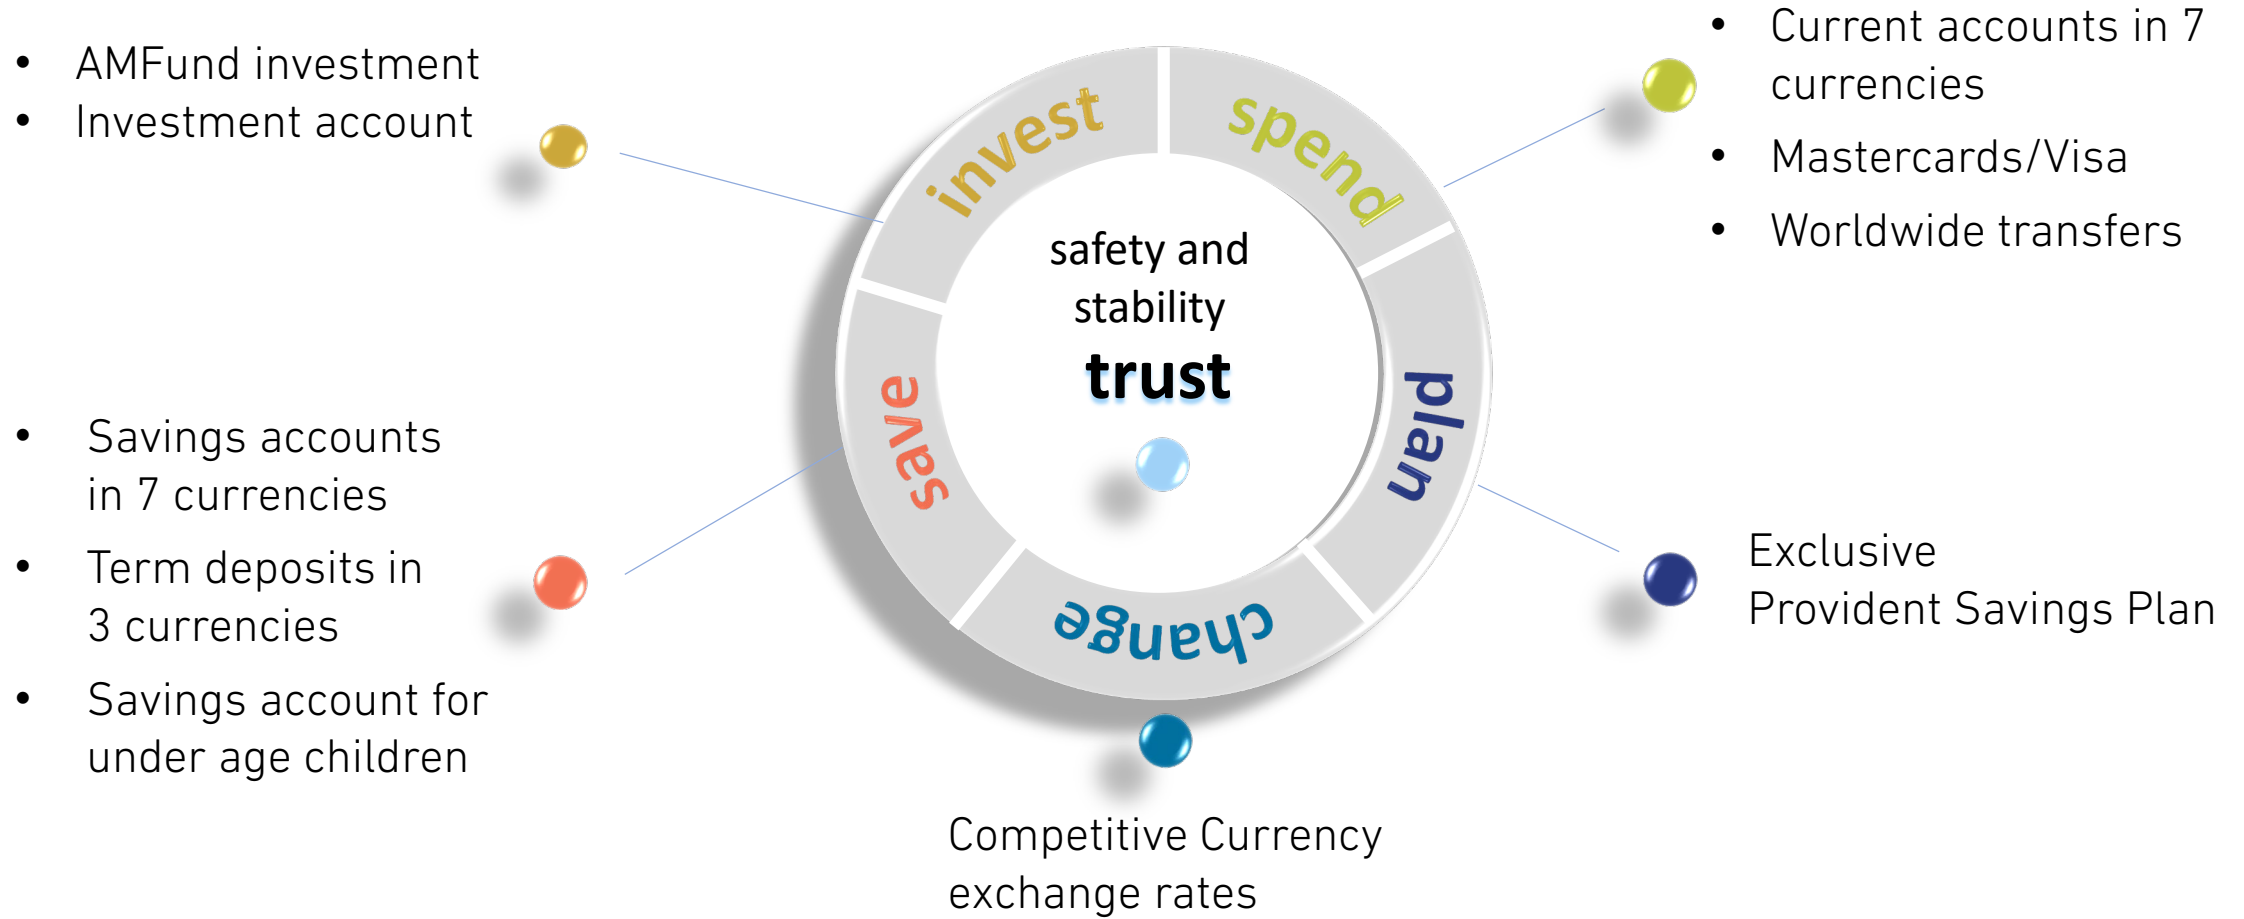 • AMFund investment
• Investment account
invest
spend
• Current accounts in 7
currencies
• Mastercards/Visa
• Worldwide transfers
safety and
stability
trust
save
plan
change
• Savings accounts
in 7 currencies
• Term deposits in
3 currencies
• Savings account for
under age children
Exclusive
Provident Savings Plan
Competitive Currency
exchange rates